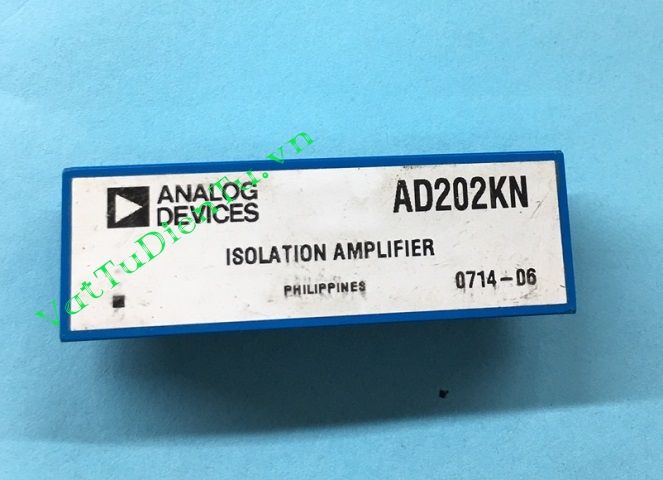 ANALOG
DEVICES
AD202KN
ISOLATION AMPLIFIER
PHILIPPINES
0714-06
VatTuDienTu.vn